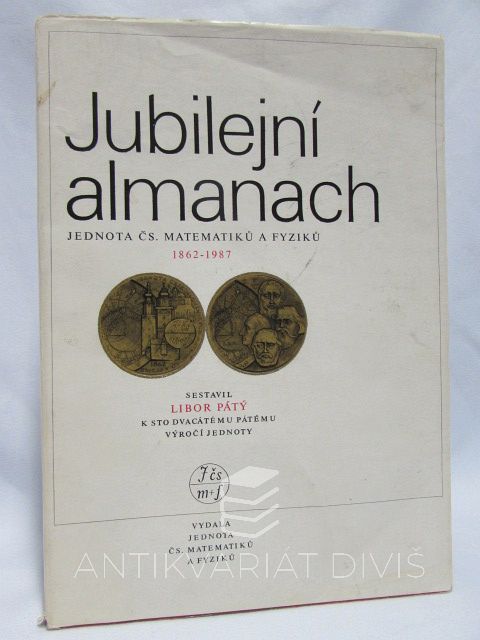 Jubilejní
almanach
JEDNOTA ČS. MATEMATIKŮ A FYZIKŮ
1862-1987
SESTAVIL
LIBOR PÁTÝ
K STO DVACÁTÉMU PÁTÉMU
VÝROČÍ JEDNOTY
J čs
m+f
VYDALA
JEDNOTA
ČS. MATEMATIKŮ
A FYZIKŮ
ANTIKVARIÁT DIVIŠ